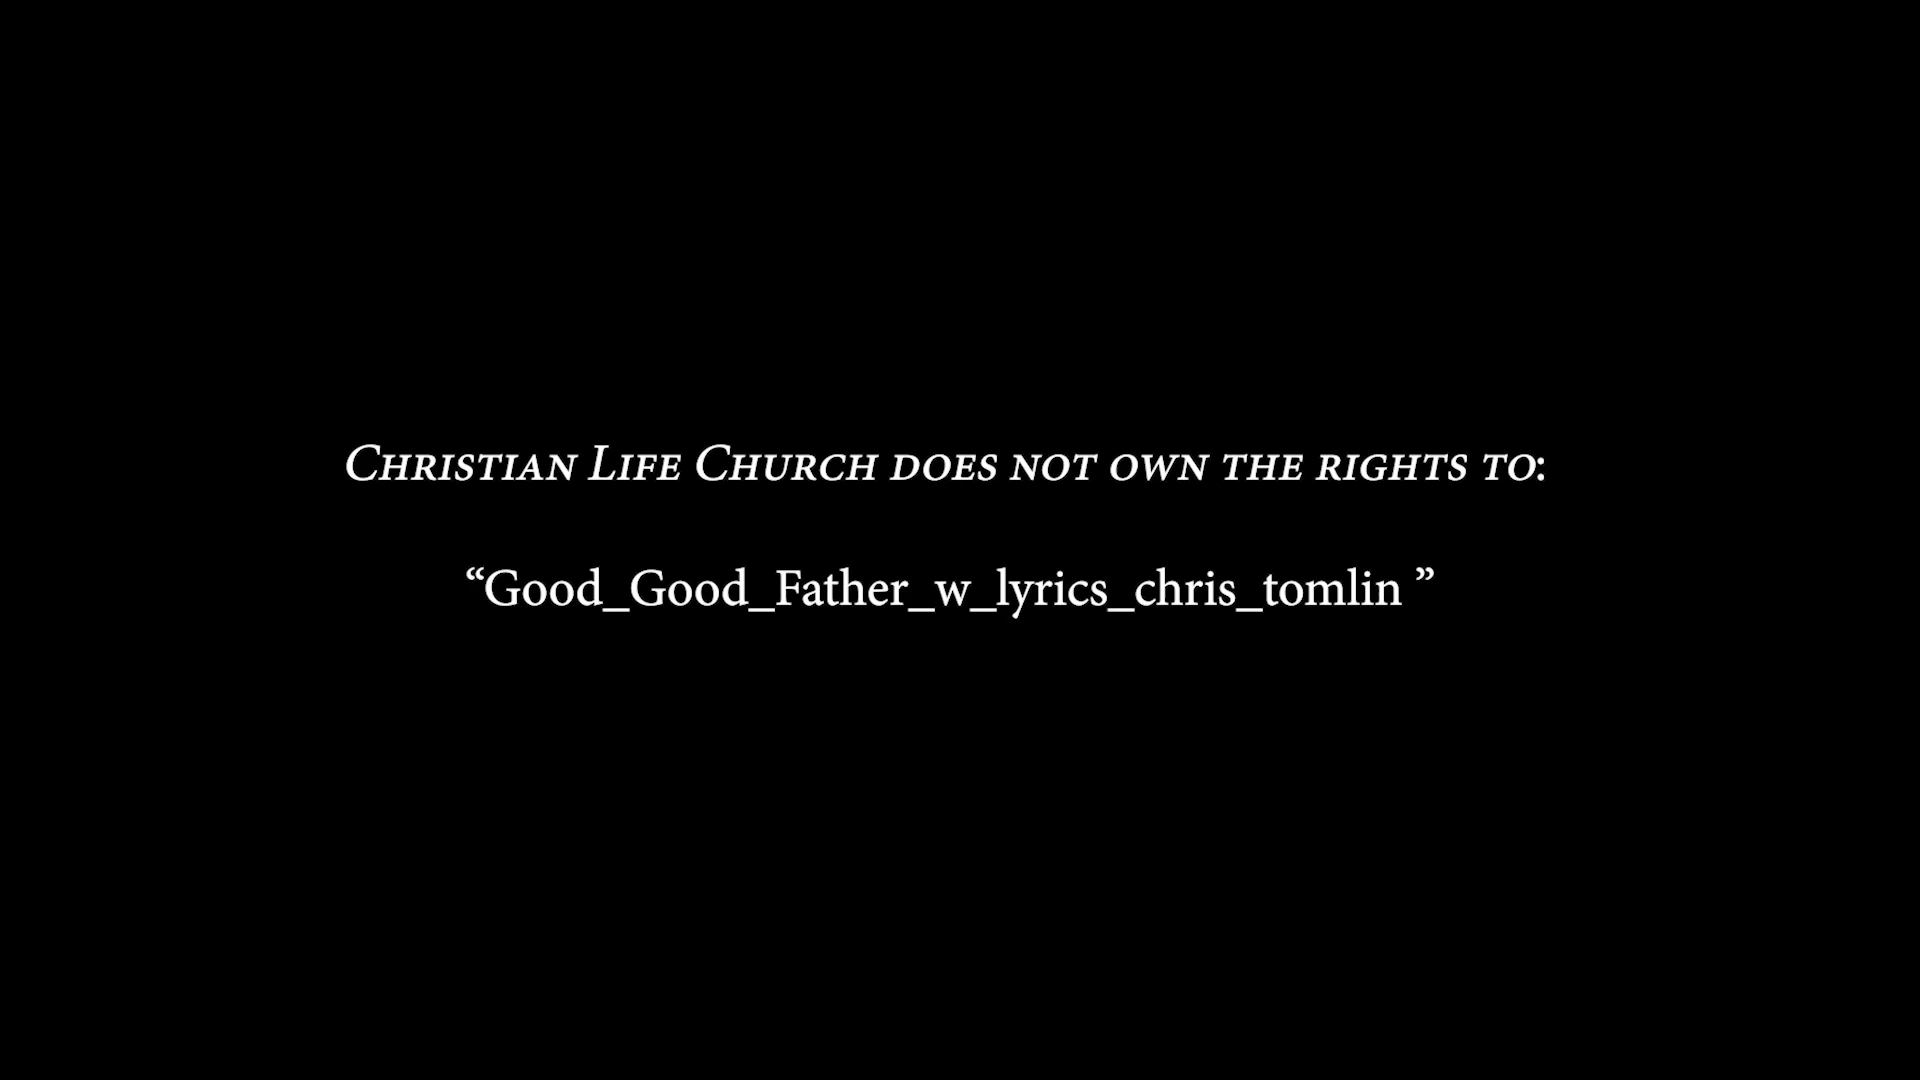 Christian Life Church does not own the rights to:
“Good_Good_Father_w_lyrics_chris_tomlin ”